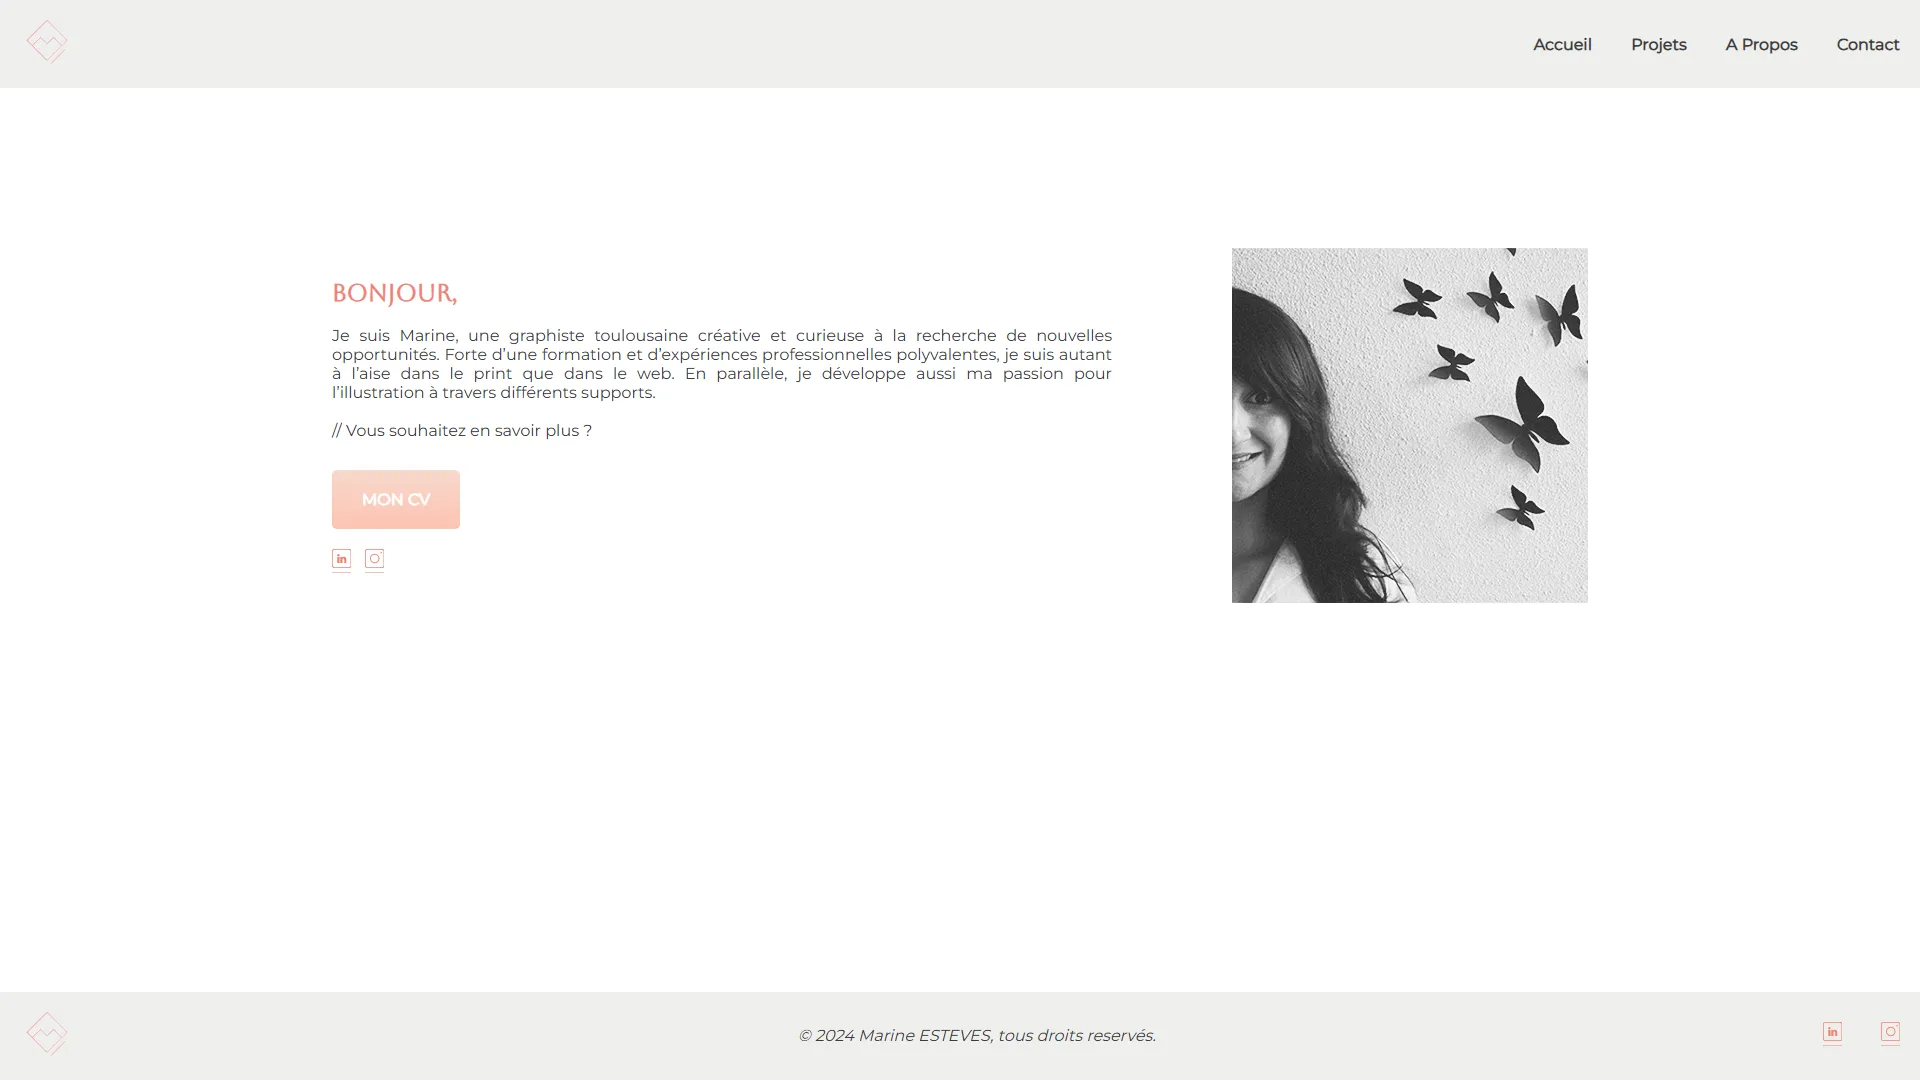 Accueil
Projets
A Propos
Contact
BONJOUR,
Je suis Marine, une graphiste toulousaine créative et curieuse à la recherche de nouvelles
opportunités. Forte d’une formation et d’expériences professionnelles polyvalentes, je suis autant
à l’aise dans le print que dans le web. En parallèle, je développe aussi ma passion pour
l’illustration à travers différents supports.
// Vous souhaitez en savoir plus ?
MON CV
in
© 2024 Marine ESTEVES, tous droits reservés.
in